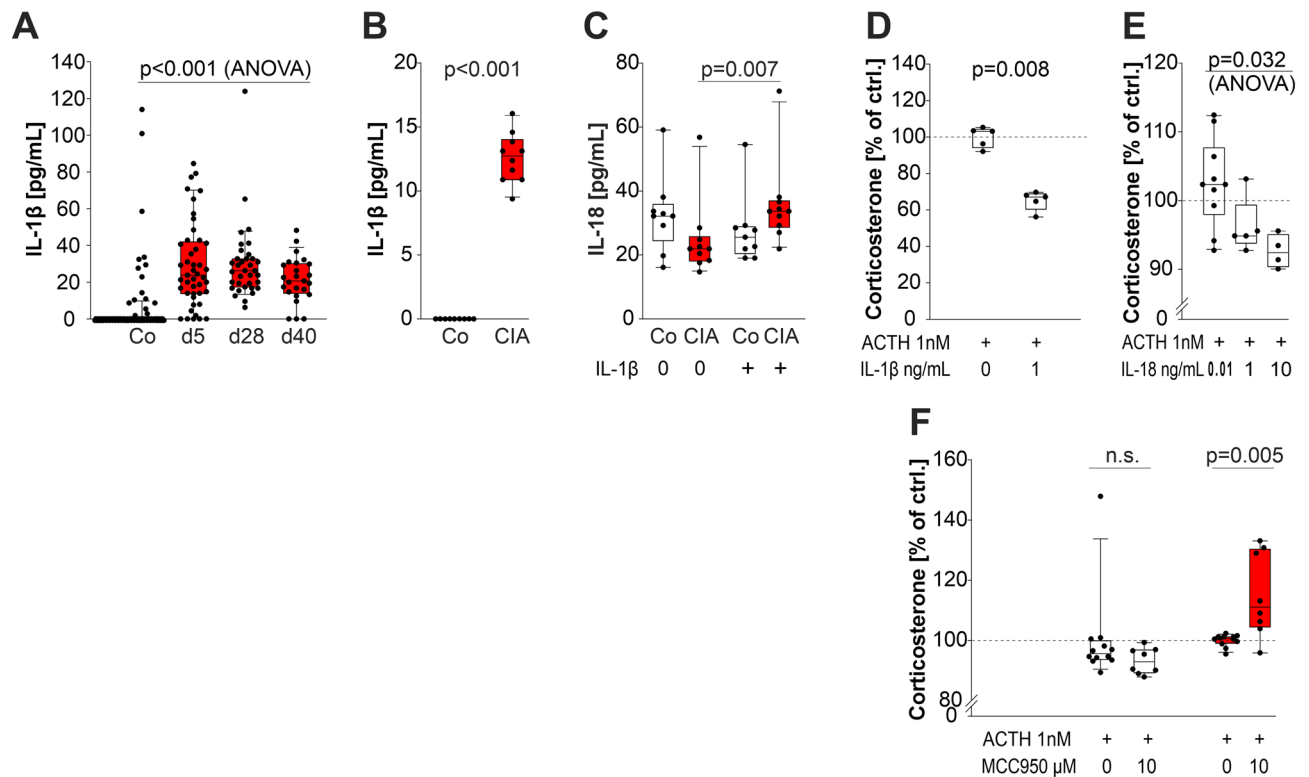 A
IL-1β [pg/mL]
140
120
100
80
60
40
20
0
p<0.001 (ANOVA)
Co d5 d28 d40
B
IL-1β [pg/mL]
20
15
10
5
0
p<0.001
Co CIA
C
IL-18 [pg/mL]
80
60
40
20
0
p=0.007
Co CIA Co CIA
IL-1β 0 0 + +
D
Corticosterone [% of ctrl.]
140
120
100
80
60
40
20
0
p=0.008
ACTH 1nM + +
IL-1β ng/mL 0 1
E
Corticosterone [% of ctrl.]
120
110
100
90
0
p=0.032
(ANOVA)
ACTH 1nM + + +
IL-18 ng/mL 0.01 1 10
F
Corticosterone [% of ctrl.]
160
140
120
100
80
0
n.s.
p=0.005
ACTH 1nM + + + +
MCC950 μM 0 10 0 10